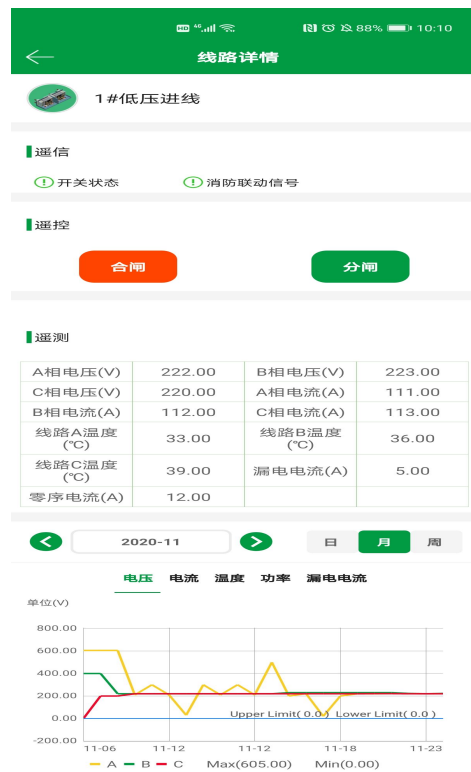 HD 4G 88% 10:10
线路详情
1#低压进线
遥信
开关状态 消防联动信号
遥控
合闸 分闸
遥测
A相电压(V) 222.00 B相电压(V) 223.00
C相电压(V) 220.00 A相电流(A) 111.00
B相电流(A) 112.00 C相电流(A) 113.00
线路A温度(℃) 33.00 线路B温度(℃) 36.00
线路C温度(℃) 39.00 漏电电流(A) 5.00
零序电流(A) 12.00
2020-11 日 月 周
电压 电流 温度 功率 漏电电流
单位(V)
800.00
600.00
400.00
200.00
0.00
-200.00
Upper Limit( 0.0 ) Lower Limit( 0.0 )
11-06 11-12 11-12 11-18 11-23
A B C Max(605.00) Min(0.00)